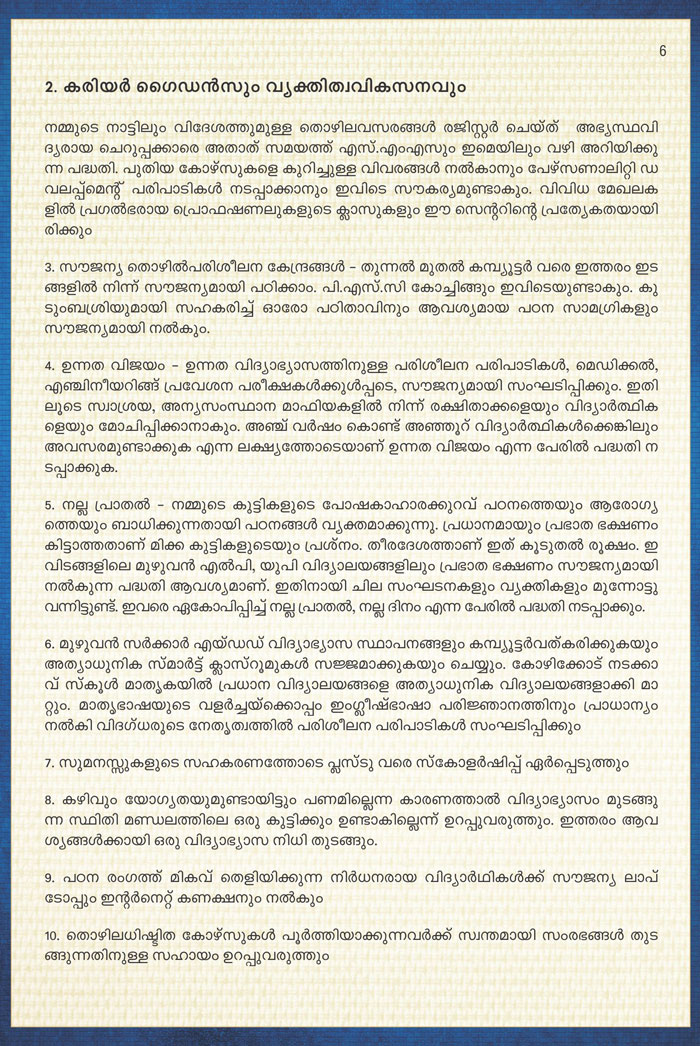 6
2. കരിയർ ഗൈഡൻസും വ്യക്തിത്വവികസനവും
നമ്മുടെ നാട്ടിലും വിദേശത്തുമുള്ള തൊഴിലവസരങ്ങൾ രജിസ്റ്റർ ചെയ്ത് അഭ്യസ്ഥവി
ദ്യരായ ചെറുപ്പക്കാരെ അതാത് സമയത്ത് എസ്.എംഎസും ഇമെയിലും വഴി അറിയിക്കു
ന്ന പദ്ധതി. പുതിയ കോഴ്സുകളെ കുറിച്ചുള്ള വിവരങ്ങൾ നൽകാനും പേഴ്സണാലിറ്റി ഡ
വലപ്പ്മെന്റ് പരിപാടികൾ നടപ്പാക്കാനും ഇവിടെ സൗകര്യമുണ്ടാകും. വിവിധ മേഖലക
ളിൽ പ്രഗൽഭരായ പ്രൊഫഷണലുകളുടെ ക്ലാസുകളും ഈ സെന്ററിന്റെ പ്രത്യേകതയായി
രിക്കും
3. സൗജന്യ തൊഴിൽപരിശീലന കേന്ദ്രങ്ങൾ – തുന്നൽ മുതൽ കമ്പ്യൂട്ടർ വരെ ഇത്തരം ഇട
ങ്ങളിൽ നിന്ന് സൗജന്യമായി പഠിക്കാം. പി.എസ്.സി കോച്ചിങ്ങും ഇവിടെയുണ്ടാകും. കു
ടുംബശ്രിയുമായി സഹകരിച്ച് ഓരോ പഠിതാവിനും ആവശ്യമായ പഠന സാമഗ്രികളും
സൗജന്യമായി നൽകും.
4. ഉന്നത വിജയം – ഉന്നത വിദ്യാഭ്യാസത്തിനുള്ള പരിശീലന പരിപാടികൾ, മെഡിക്കൽ,
എഞ്ചിനീയറിങ്ങ് പ്രവേശന പരീക്ഷകൾക്കുൾപ്പടെ, സൗജന്യമായി സംഘടിപ്പിക്കും. ഇതി
ലൂടെ സ്വാശ്രയ, അന്യസംസ്ഥാന മാഫിയകളിൽ നിന്ന് രക്ഷിതാക്കളെയും വിദ്യാർത്ഥിക
ളെയും മോചിപ്പിക്കാനാകും. അഞ്ച് വർഷം കൊണ്ട് അഞ്ഞൂറ് വിദ്യാർത്ഥികൾക്കെങ്കിലും
അവസരമുണ്ടാക്കുക എന്ന ലക്ഷ്യത്തോടെയാണ് ഉന്നത വിജയം എന്ന പേരിൽ പദ്ധതി ന
ടപ്പാക്കുക.
5. നല്ല പ്രാതൽ – നമ്മുടെ കുട്ടികളുടെ പോഷകാഹാരക്കുറവ് പഠനത്തെയും ആരോഗ്യ
ത്തെയും ബാധിക്കുന്നതായി പഠനങ്ങൾ വ്യക്തമാക്കുന്നു. പ്രധാനമായും പ്രഭാത ഭക്ഷണം
കിട്ടാത്തതാണ് മിക്ക കുട്ടികളുടെയും പ്രശ്നം. തീരദേശത്താണ് ഇത് കൂടുതൽ രൂക്ഷം. ഇ
വിടങ്ങളിലെ മുഴുവൻ എൽപി, യുപി വിദ്യാലയങ്ങളിലും പ്രഭാത ഭക്ഷണം സൗജന്യമായി
നൽകുന്ന പദ്ധതി ആവശ്യമാണ്. ഇതിനായി ചില സംഘടനകളും വ്യക്തികളും മുന്നോട്ടു
വന്നിട്ടുണ്ട്. ഇവരെ ഏകോപിപ്പിച്ച് നല്ല പ്രാതൽ, നല്ല ദിനം എന്ന പേരിൽ പദ്ധതി നടപ്പാക്കും.
6. മുഴുവൻ സർക്കാർ എയ്ഡഡ് വിദ്യാഭ്യാസ സ്ഥാപനങ്ങളും കമ്പ്യൂട്ടർവത്കരിക്കുകയും
അത്യാധുനിക സ്മാർട്ട് ക്ലാസ്റൂമുകൾ സജ്ജമാക്കുകയും ചെയ്യും. കോഴിക്കോട് നടക്കാ
വ് സ്കൂൾ മാതൃകയിൽ പ്രധാന വിദ്യാലയങ്ങളെ അത്യാധുനിക വിദ്യാലയങ്ങളാക്കി മാ
റ്റും. മാതൃഭാഷയുടെ വളർച്ചയ്ക്കൊപ്പം ഇംഗ്ലീഷ്ഭാഷാ പരിജ്ഞാനത്തിനും പ്രാധാന്യം
നൽകി വിദഗ്ധരുടെ നേതൃത്വത്തിൽ പരിശീലന പരിപാടികൾ സംഘടിപ്പിക്കും
7. സുമനസ്സുകളുടെ സഹകരണത്തോടെ പ്ലസ്ടു വരെ സ്കോളർഷിപ്പ് ഏർപ്പെടുത്തും
8. കഴിവും യോഗ്യതയുമുണ്ടായിട്ടും പണമില്ലെന്ന കാരണത്താൽ വിദ്യാഭ്യാസം മുടങ്ങു
ന്ന സ്ഥിതി മണ്ഡലത്തിലെ ഒരു കുട്ടിക്കും ഉണ്ടാകില്ലെന്ന് ഉറപ്പുവരുത്തും. ഇത്തരം ആവ
ശ്യങ്ങൾക്കായി ഒരു വിദ്യാഭ്യാസ നിധി തുടങ്ങും.
9. പഠന രംഗത്ത് മികവ് തെളിയിക്കുന്ന നിർധനരായ വിദ്യാർഥികൾക്ക് സൗജന്യ ലാപ്
ടോപ്പും ഇന്റർനെറ്റ് കണക്ഷനും നൽകും
10. തൊഴിലധിഷ്ഠിത കോഴ്സുകൾ പൂർത്തിയാക്കുന്നവർക്ക് സ്വന്തമായി സംരഭങ്ങൾ തുട
ങ്ങുന്നതിനുള്ള സഹായം ഉറപ്പുവരുത്തും